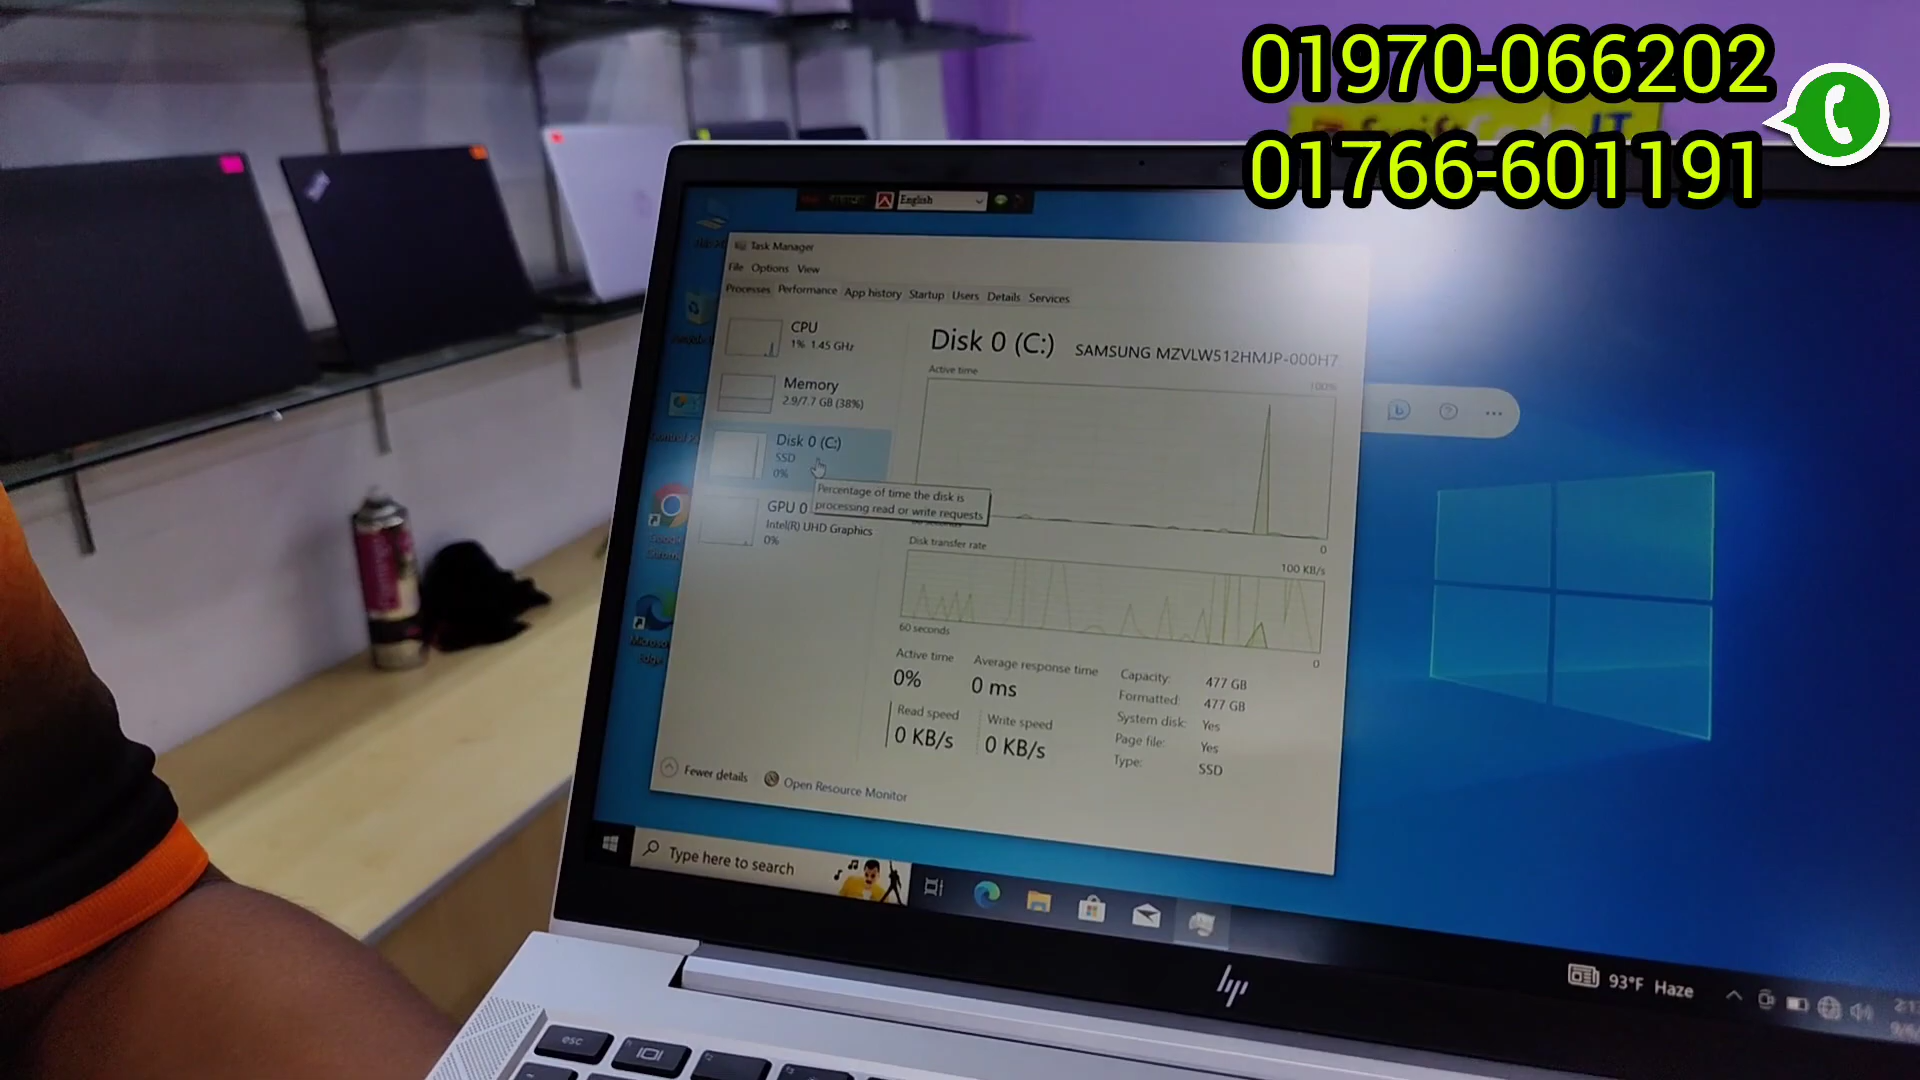 01970-066202
01766-601191
IT
English
Task Manager
File Options View
Processes Performance App history Startup Users Details Services
CPU
1% 1.45 GHz
Memory
2.9/7.7 GB (38%)
Disk 0 (C:)
SSD
0%
GPU 0
Intel(R) UHD Graphics
0%
Percentage of time the disk is
processing read or write requests
Disk 0 (C:)
SAMSUNG MZVLW512HMJP-000H7
Active time
100%
0
Disk transfer rate
100 KB/s
60 seconds
0
Active time
0%
Average response time
0 ms
Read speed
0 KB/s
Write speed
0 KB/s
Capacity: 477 GB
Formatted: 477 GB
System disk: Yes
Page file: Yes
Type: SSD
Fewer details
Open Resource Monitor
Edge
Type here to search
93°F Haze
hp
esc